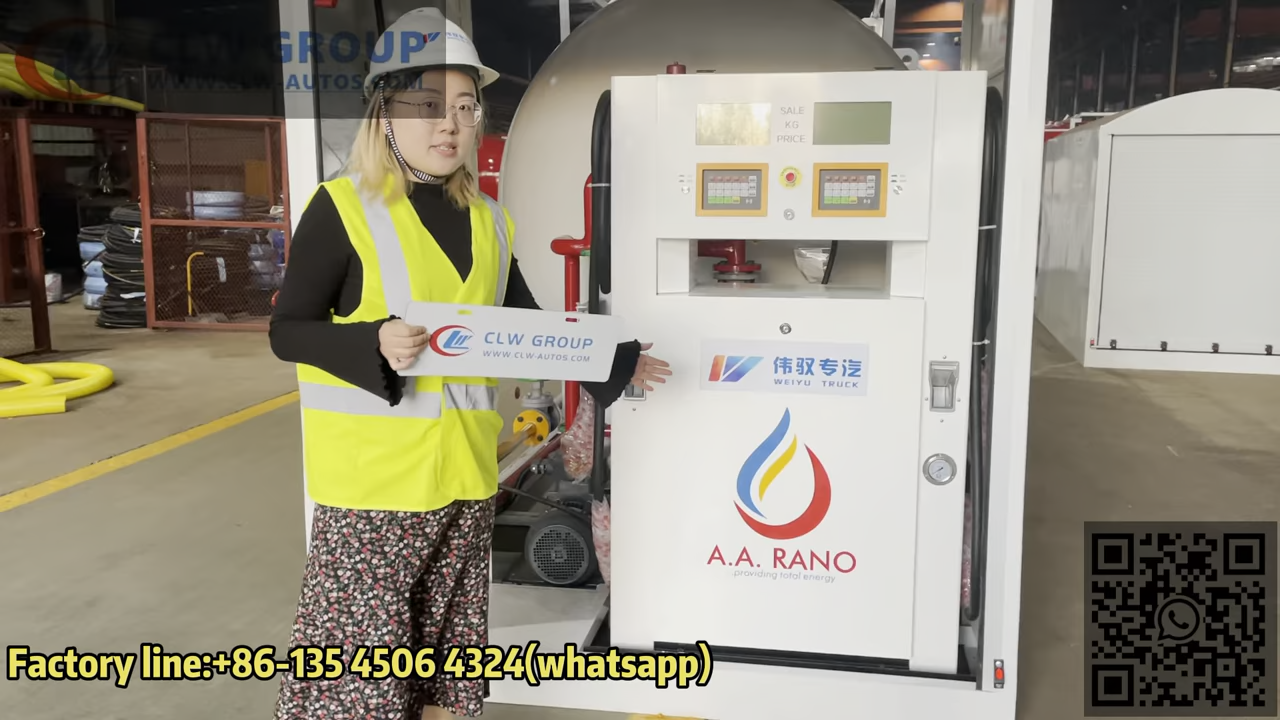 CLW GROUP
WWW.CLW-AUTOS.COM
SALE
KG
PRICE
CLW GROUP
WWW.CLW-AUTOS.COM
伟驭专汽
WEIYU TRUCK
A.A. RANO
providing total energy
Factory line:+86-135 4506 4324(whatsapp)